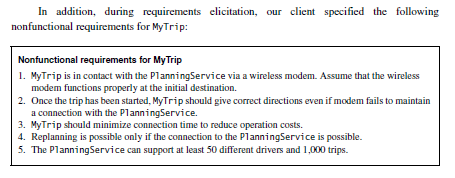 In addition, during requirements elicitation, our client specified the following
nonfunctional requirements for MyTrip:
Nonfunctional requirements for MyTrip
1. MyTrip is in contact with the PlanningService via a wireless modem. Assume that the wireless
modem functions properly at the initial destination.
2. Once the trip has been started, MyTrip should give correct directions even if modem fails to maintain
a connection with the PlanningService.
3. MyTrip should minimize connection time to reduce operation costs.
4. Replanning is possible only if the connection to the PlanningService is possible.
5. The PlanningService can support at least 50 different drivers and 1,000 trips.